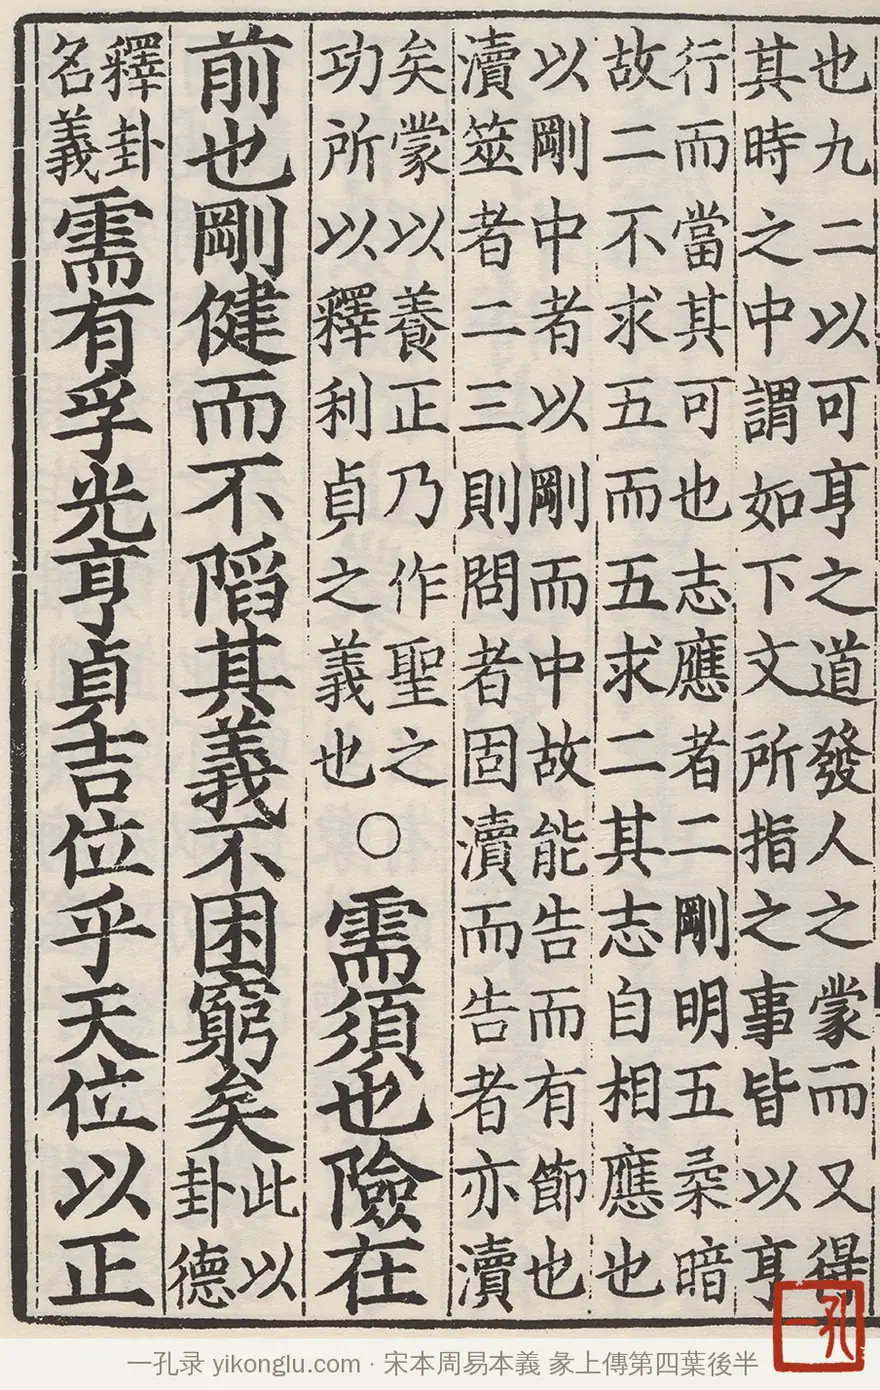 也九二以可亨之道發人之蒙而又得
其時之中謂如下文所指之事皆以亨
行而當其可也志應者二剛明五柔暗
故二不求五而五求二其志自相應也
以剛中者以剛而中故能告而有節也
瀆筮者二三則問者固瀆而告者亦瀆
矣蒙以養正乃作聖之
功所以釋利貞之義也
○需須也險在
前也剛健而不陷其義不困窮矣
此以
卦德
釋卦
名義
需有孚光亨貞吉位乎天位以正
一孔
一孔录 yikonglu.com · 宋本周易本義 彖上傳第四葉後半